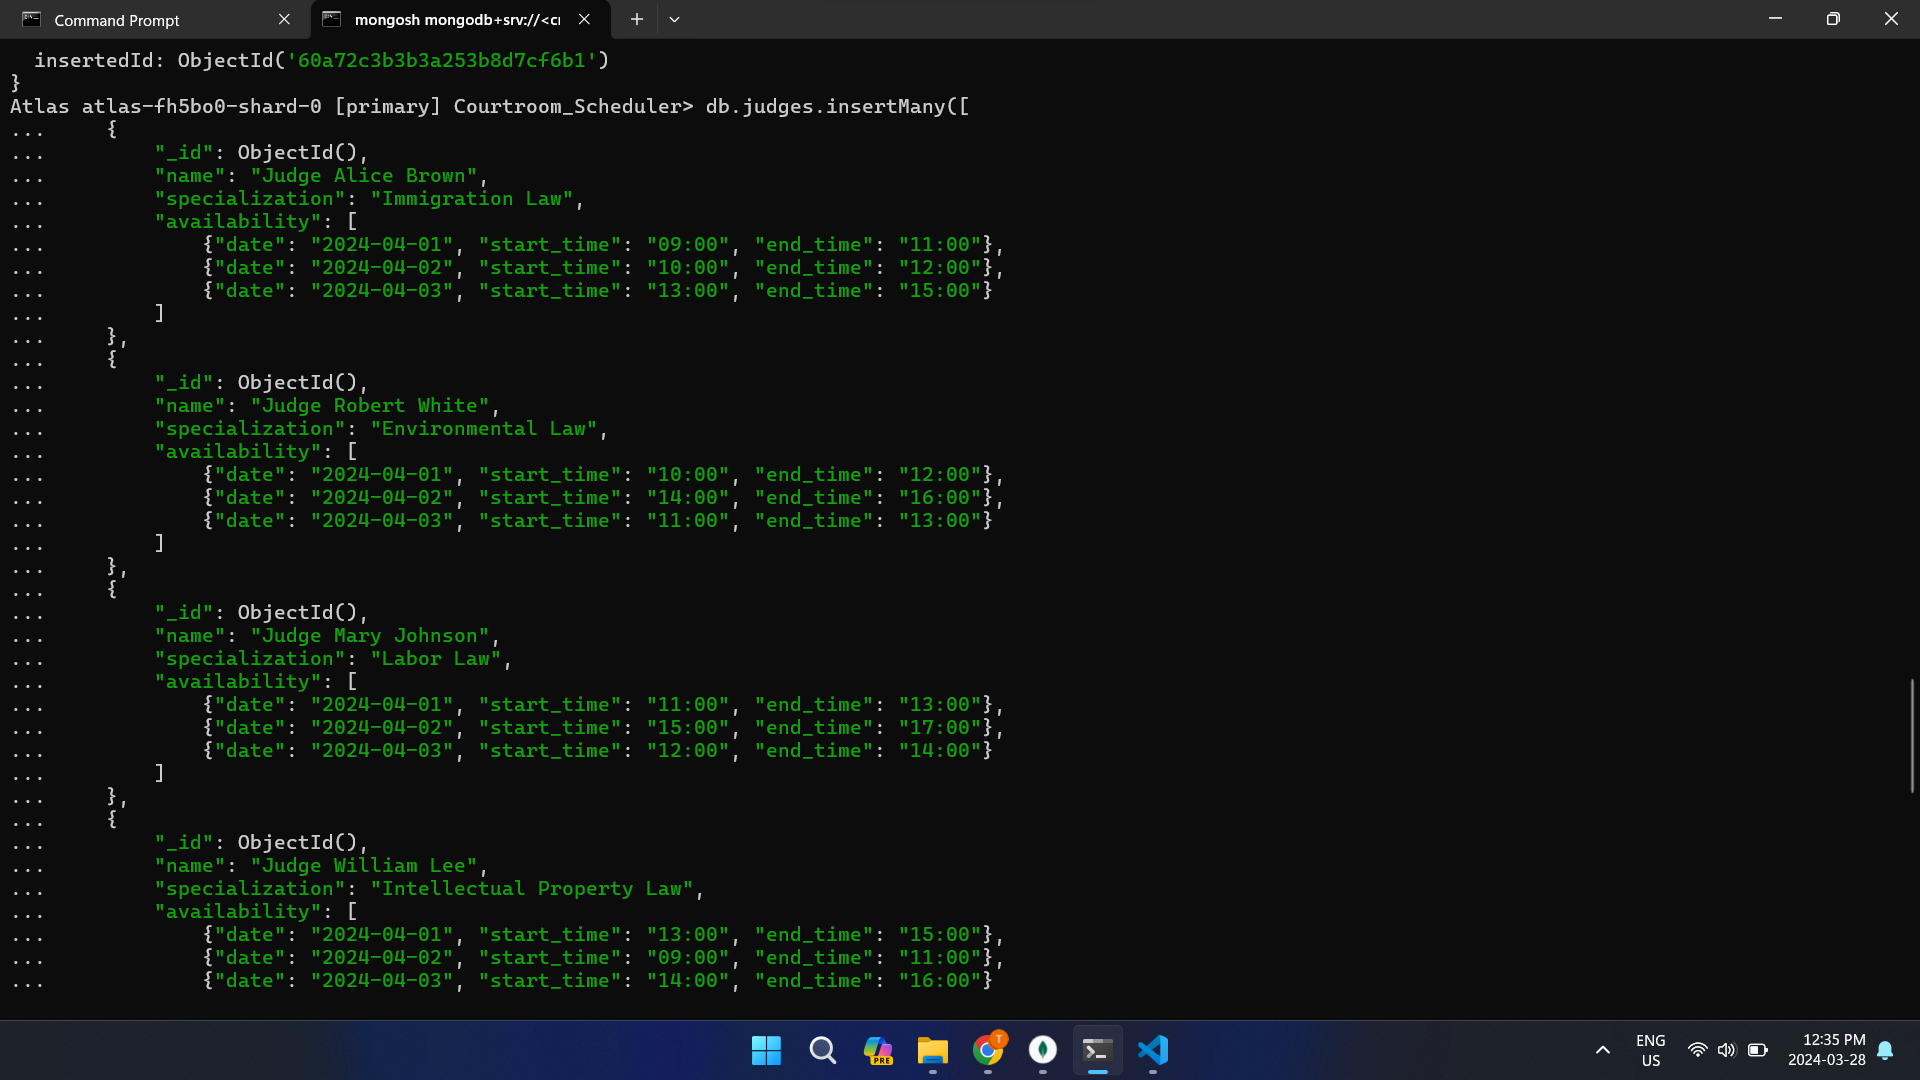 Command Prompt
mongosh mongodb+srv://<cr
insertedId: ObjectId('60a72c3b3b3a253b8d7cf6b1')
}
Atlas atlas-fh5bo0-shard-0 [primary] Courtroom_Scheduler> db.judges.insertMany([
...     {
...         "_id": ObjectId(),
...         "name": "Judge Alice Brown",
...         "specialization": "Immigration Law",
...         "availability": [
...             {"date": "2024-04-01", "start_time": "09:00", "end_time": "11:00"},
...             {"date": "2024-04-02", "start_time": "10:00", "end_time": "12:00"},
...             {"date": "2024-04-03", "start_time": "13:00", "end_time": "15:00"}
...         ]
...     },
...     {
...         "_id": ObjectId(),
...         "name": "Judge Robert White",
...         "specialization": "Environmental Law",
...         "availability": [
...             {"date": "2024-04-01", "start_time": "10:00", "end_time": "12:00"},
...             {"date": "2024-04-02", "start_time": "14:00", "end_time": "16:00"},
...             {"date": "2024-04-03", "start_time": "11:00", "end_time": "13:00"}
...         ]
...     },
...     {
...         "_id": ObjectId(),
...         "name": "Judge Mary Johnson",
...         "specialization": "Labor Law",
...         "availability": [
...             {"date": "2024-04-01", "start_time": "11:00", "end_time": "13:00"},
...             {"date": "2024-04-02", "start_time": "15:00", "end_time": "17:00"},
...             {"date": "2024-04-03", "start_time": "12:00", "end_time": "14:00"}
...         ]
...     },
...     {
...         "_id": ObjectId(),
...         "name": "Judge William Lee",
...         "specialization": "Intellectual Property Law",
...         "availability": [
...             {"date": "2024-04-01", "start_time": "13:00", "end_time": "15:00"},
...             {"date": "2024-04-02", "start_time": "09:00", "end_time": "11:00"},
...             {"date": "2024-04-03", "start_time": "14:00", "end_time": "16:00"}
PRE
T
ENG
US
12:35 PM
2024-03-28